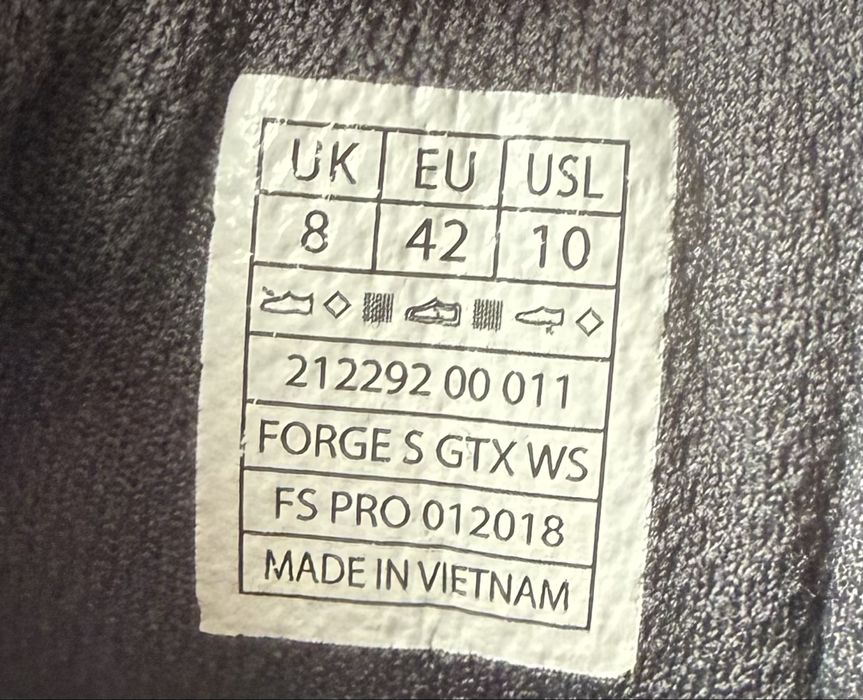 UK EU USL
8 42 10
212292 00 011
FORGE S GTX WS
FS PRO 012018
MADE IN VIETNAM